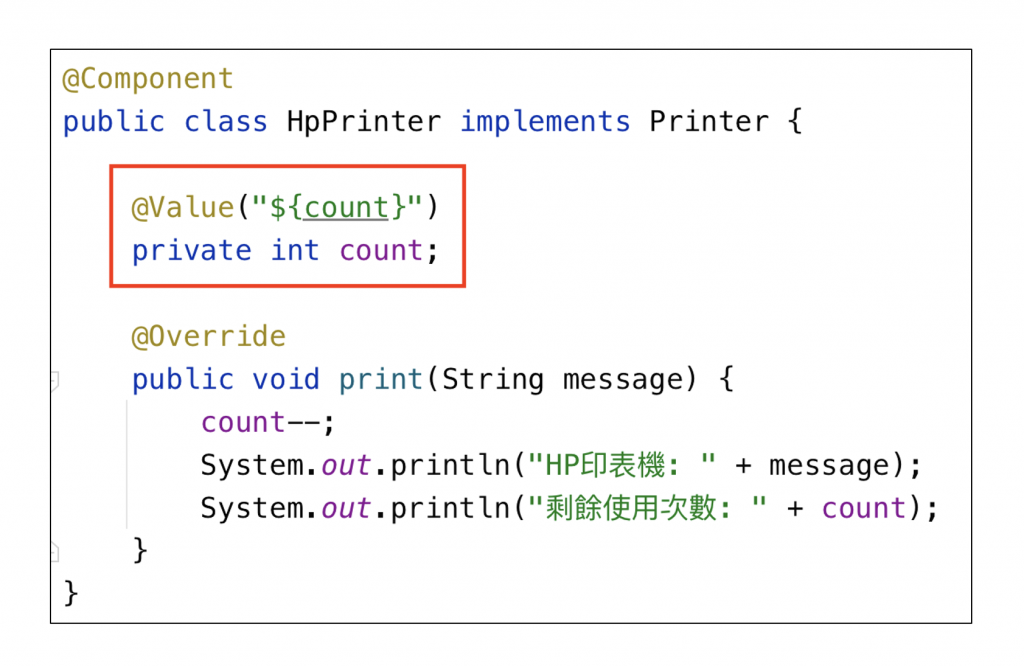 @Component
public class HpPrinter implements Printer {
@Value("${count}")
private int count;
@Override
public void print(String message) {
count--;
System.out.println("HP印表機: " + message);
System.out.println("剩餘使用次數: " + count);
}
}